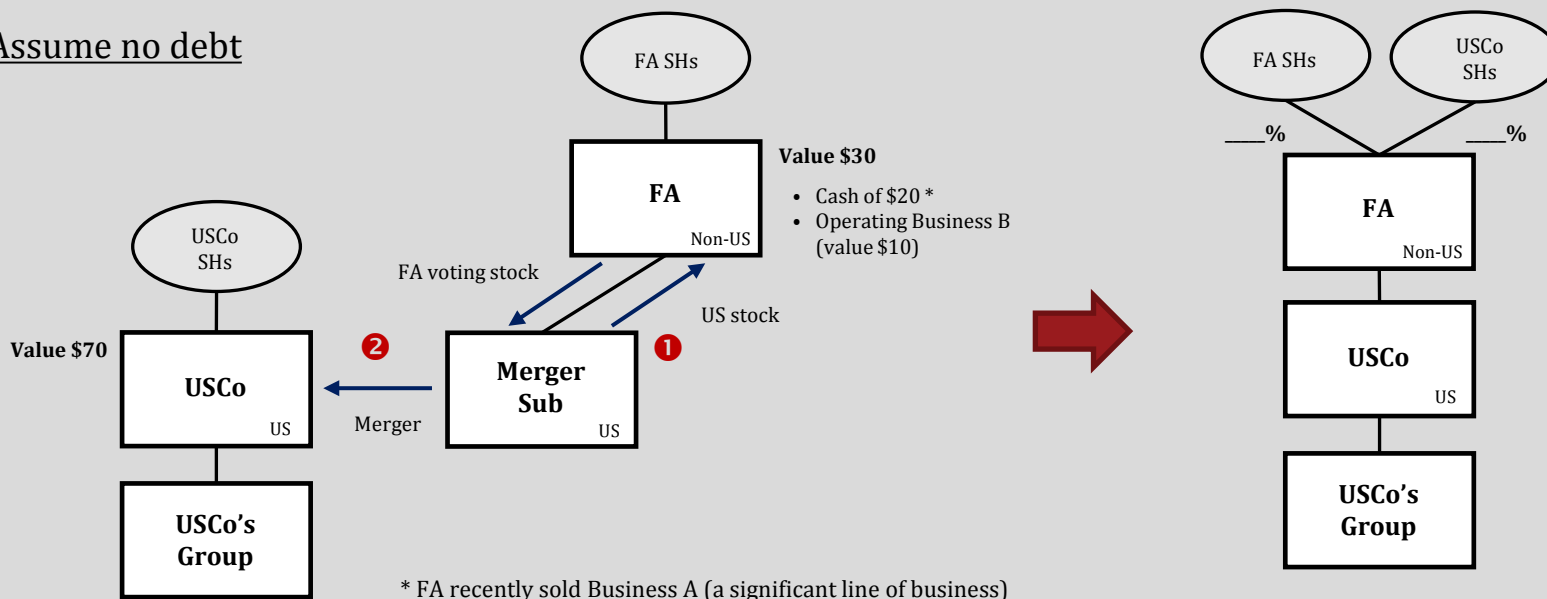 Assume no debt
FA SHs
FA
Non-US
Value $30
• Cash of $20 *
• Operating Business B
(value $10)
USCo
SHs
Value $70
USCo
US
FA voting stock
US stock
❶
❷
Merger
Merger
Sub
US
USCo's
Group
* FA recently sold Business A (a significant line of business)
FA SHs
USCo
SHs
____%
____%
FA
Non-US
USCo
US
USCo's
Group